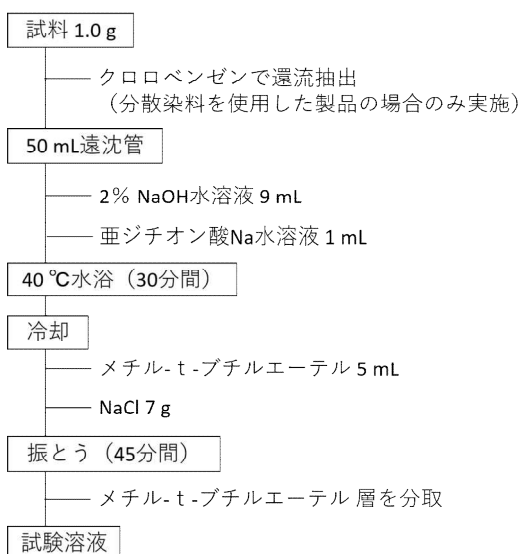 試料 1.0 g
クロロベンゼンで還流抽出
（分散染料を使用した製品の場合のみ実施）
50 mL遠沈管
2% NaOH水溶液 9 mL
亜ジチオン酸Na水溶液 1 mL
40 ℃水浴（30分間）
冷却
メチル-ｔ-ブチルエーテル 5 mL
NaCl 7 g
振とう（45分間）
メチル-ｔ-ブチルエーテル 層を分取
試験溶液